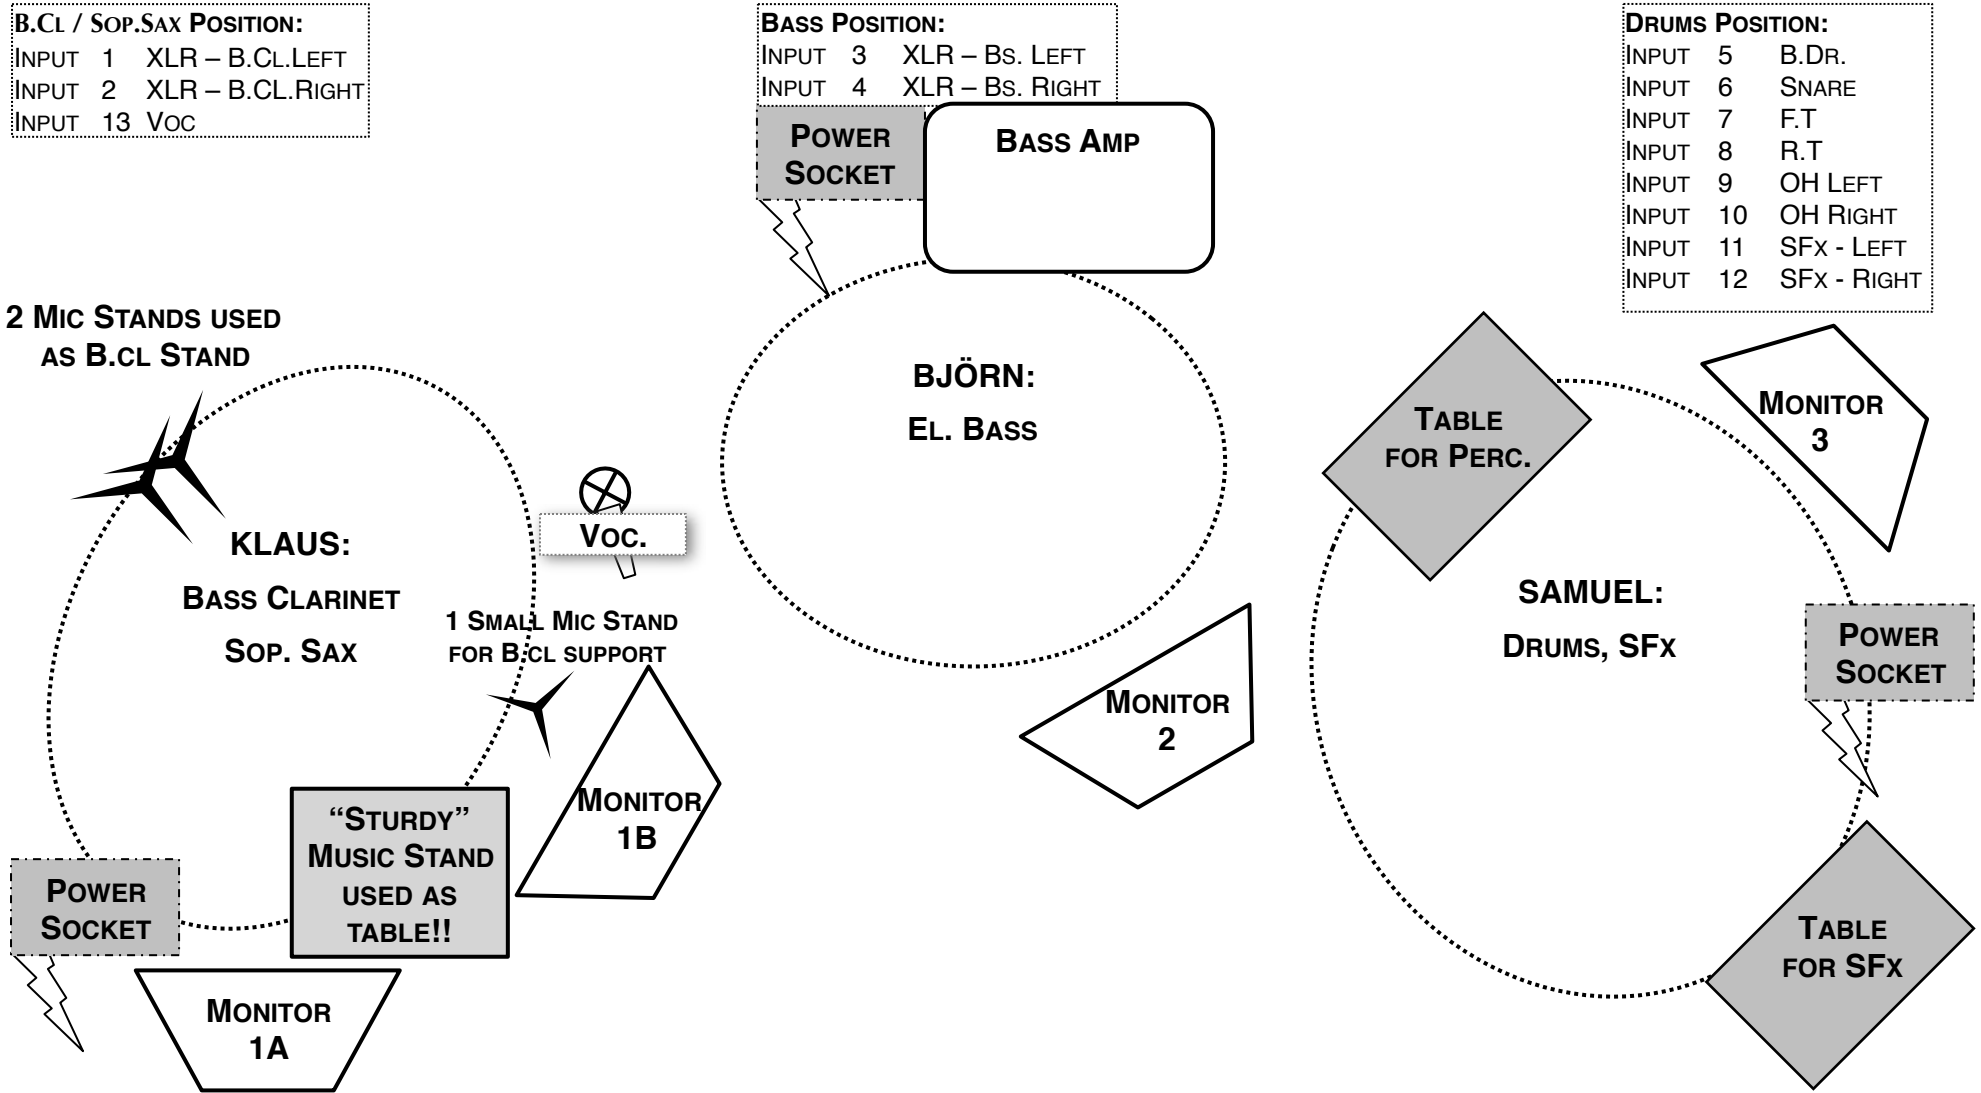 B.Cl / Sop.Sax Position:
Input 1 XLR – B.Cl.Left
Input 2 XLR – B.CL.Right
Input 13 Voc
Bass Position:
Input 3 XLR – Bs. Left
Input 4 XLR – Bs. Right
Power
Socket
Bass Amp
Drums Position:
Input 5 B.Dr.
Input 6 Snare
Input 7 F.T
Input 8 R.T
Input 9 OH Left
Input 10 OH Right
Input 11 SFx - Left
Input 12 SFx - Right
2 Mic Stands used
as B.cl Stand
KLAUS:
Bass Clarinet
Sop. Sax
Voc.
1 Small Mic Stand
for B.cl support
BJÖRN:
El. Bass
Table
for Perc.
Monitor
3
SAMUEL:
Drums, SFx
Power
Socket
Monitor
2
Monitor
1B
“Sturdy”
Music Stand
used as
table!!
Power
Socket
Monitor
1A
Table
for SFx